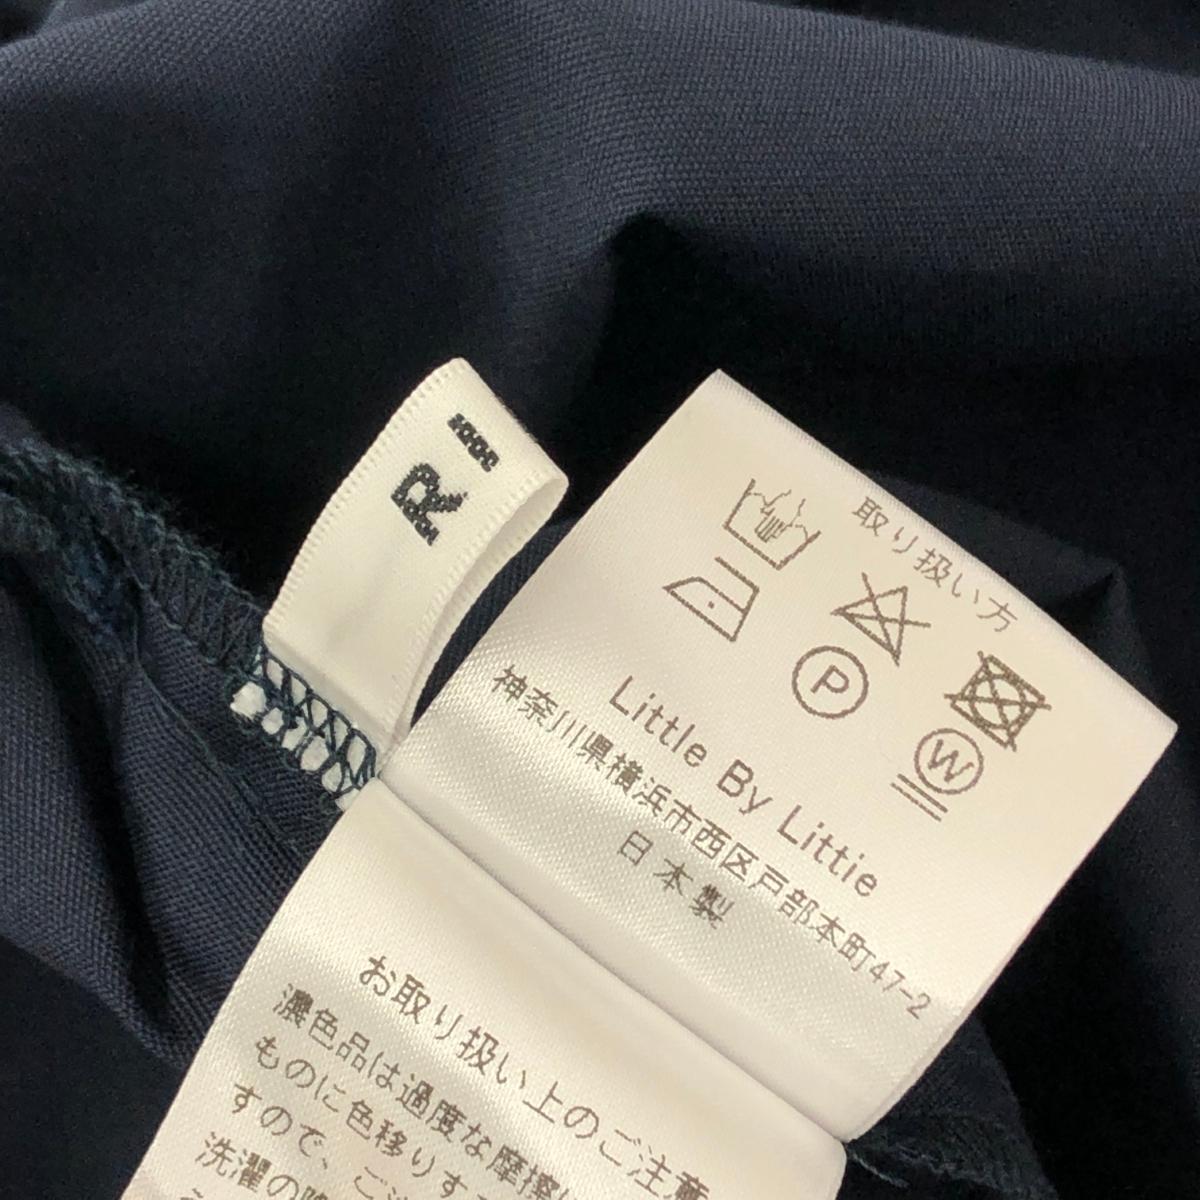 R I
取り扱い方
P
W
Little By Littie
神奈川県横浜市西区戸部本町47-2
日本製
お取り扱い上のご注意
濃色品は過度な摩擦
ものに色移りす
すので、ご
洗濯の際